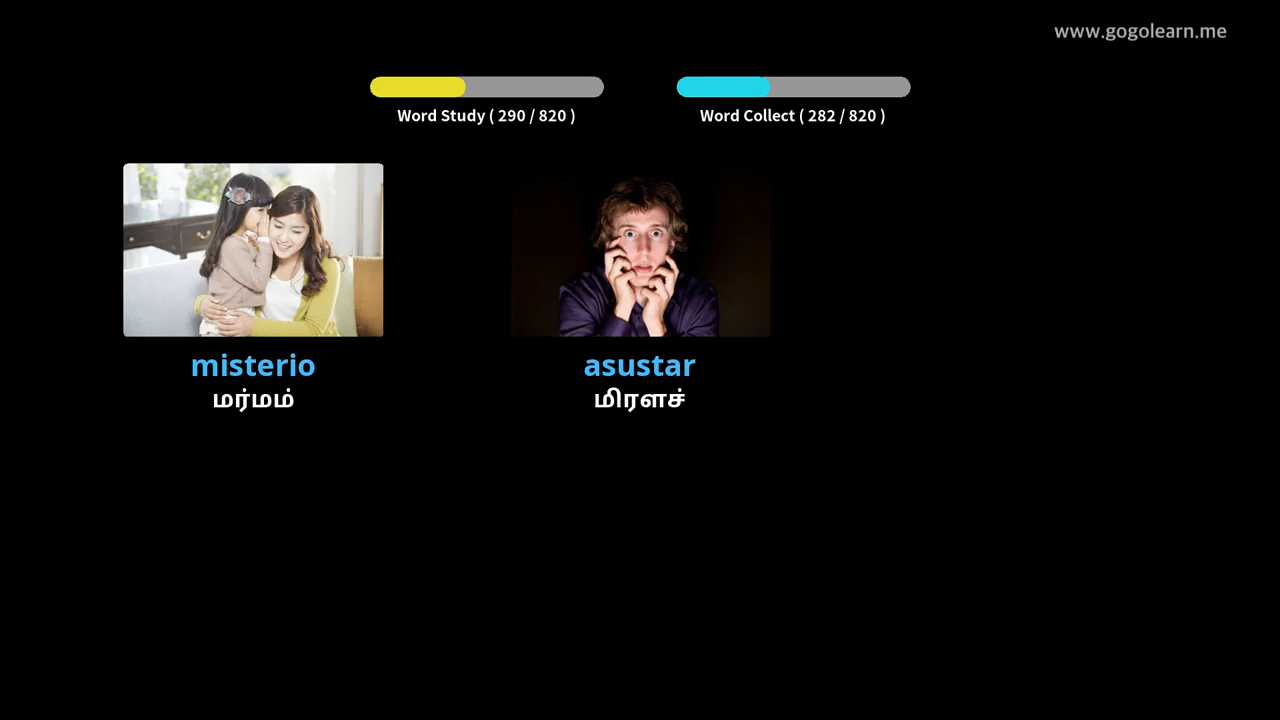 www.gogolearn.me
Word Study ( 290 / 820 )
Word Collect ( 282 / 820 )
misterio
மர்மம்
asustar
மிரளச்